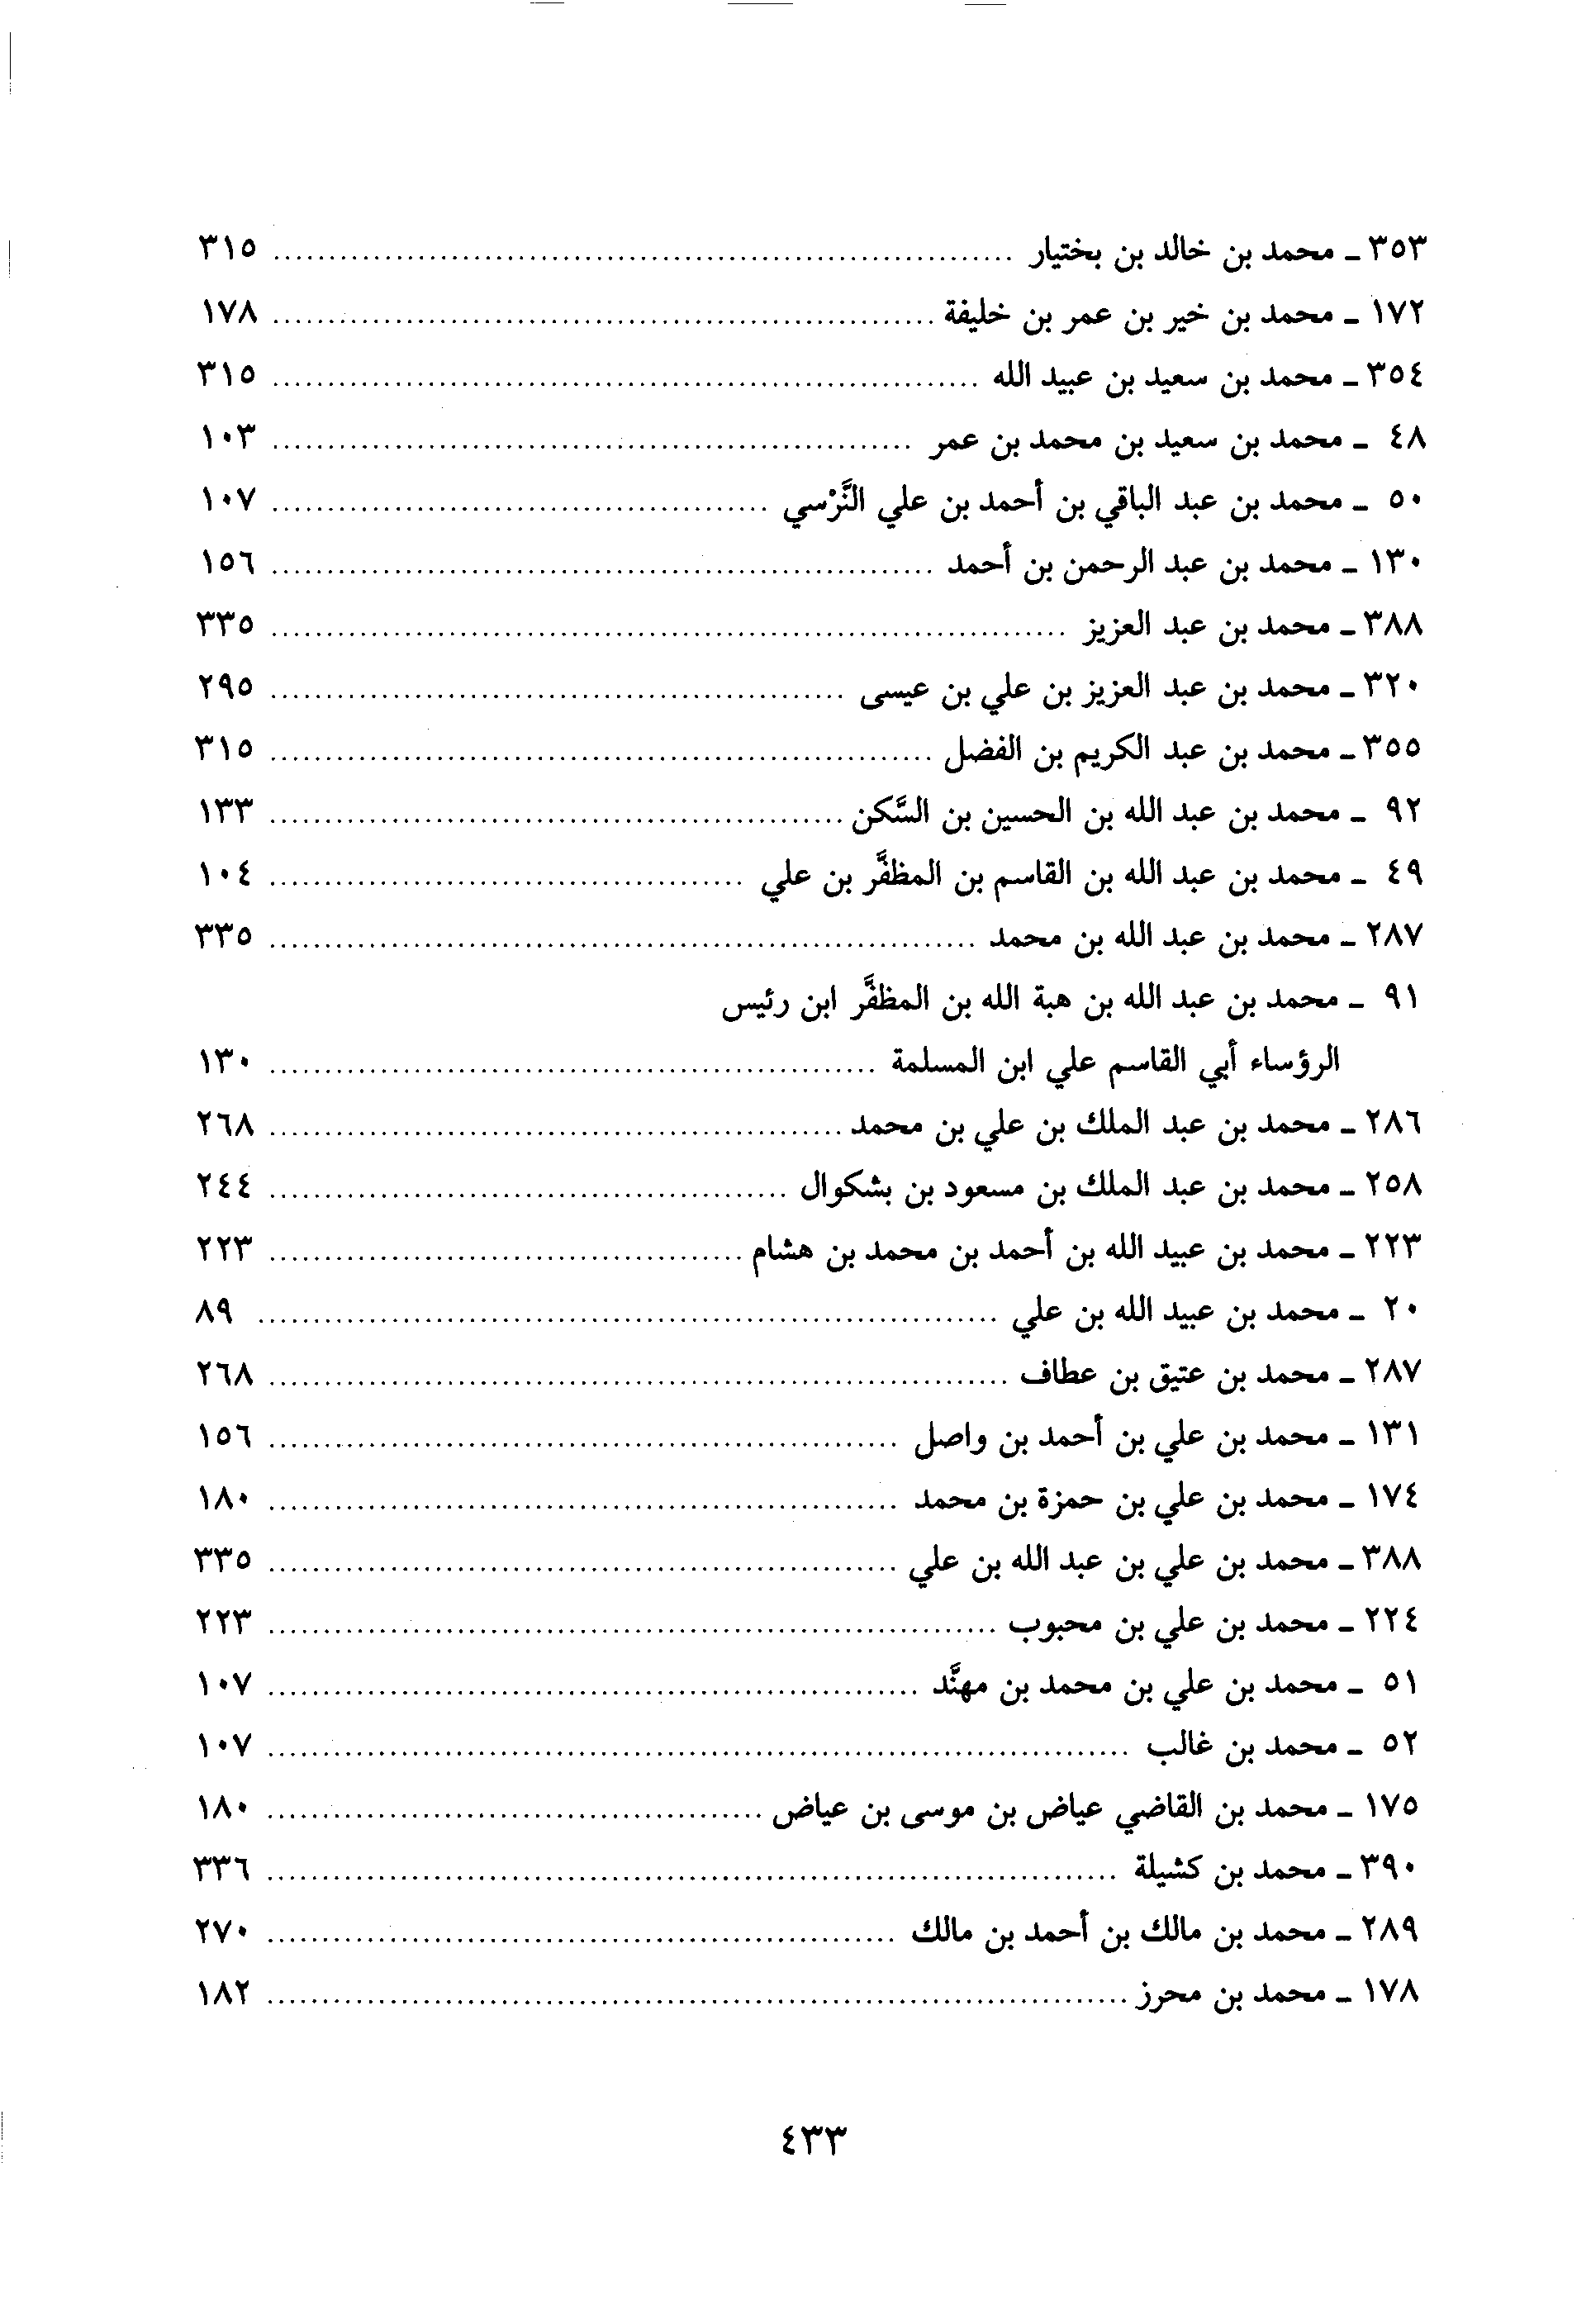 ٣٥٣ ـ محمد بن خالد بن بختيار ........ ٣١٥
١٧٢ ـ محمد بن خير بن عمر بن خليفة ........ ١٧٨
٣٥٤ ـ محمد بن سعيد بن عبيد الله ........ ٣١٥
٤٨ ـ محمد بن سعيد بن محمد بن عمر ........ ١٠٣
٥٠ ـ محمد بن عبد الباقي بن أحمد بن علي النَّرْسي ........ ١٠٧
١٣٠ ـ محمد بن عبد الرحمن بن أحمد ........ ١٥٦
٣٨٨ ـ محمد بن عبد العزيز ........ ٣٣٥
٣٢٠ ـ محمد بن عبد العزيز بن علي بن عيسى ........ ٢٩٥
٣٥٥ ـ محمد بن عبد الكريم بن الفضل ........ ٣١٥
٩٢ ـ محمد بن عبد الله بن الحسين بن السَّكن ........ ١٣٣
٤٩ ـ محمد بن عبد الله بن القاسم بن المظفَّر بن علي ........ ١٠٤
٢٨٧ ـ محمد بن عبد الله بن محمد ........ ٣٣٥
٩١ ـ محمد بن عبد الله بن هبة الله بن المظفَّر ابن رئيس
الرؤساء أبي القاسم علي ابن المسلمة ........ ١٣٠
٢٨٦ ـ محمد بن عبد الملك بن علي بن محمد ........ ٢٦٨
٢٥٨ ـ محمد بن عبد الملك بن مسعود بن بشكوال ........ ٢٤٤
٢٢٣ ـ محمد بن عبيد الله بن أحمد بن محمد بن هشام ........ ٢٢٣
٢٠ ـ محمد بن عبيد الله بن علي ........ ٨٩
٢٨٧ ـ محمد بن عتيق بن عطاف ........ ٢٦٨
١٣١ ـ محمد بن علي بن أحمد بن واصل ........ ١٥٦
١٧٤ ـ محمد بن علي بن حمزة بن محمد ........ ١٨٠
٣٨٨ ـ محمد بن علي بن عبد الله بن علي ........ ٣٣٥
٢٢٤ ـ محمد بن علي بن محبوب ........ ٢٢٣
٥١ ـ محمد بن علي بن محمد بن مهنَّد ........ ١٠٧
٥٢ ـ محمد بن غالب ........ ١٠٧
١٧٥ ـ محمد بن القاضي عياض بن موسى بن عياض ........ ١٨٠
٣٩٠ ـ محمد بن كشيلة ........ ٣٣٦
٢٨٩ ـ محمد بن مالك بن أحمد بن مالك ........ ٢٧٠
١٧٨ ـ محمد بن محرز ........ ١٨٢
٤٣٣